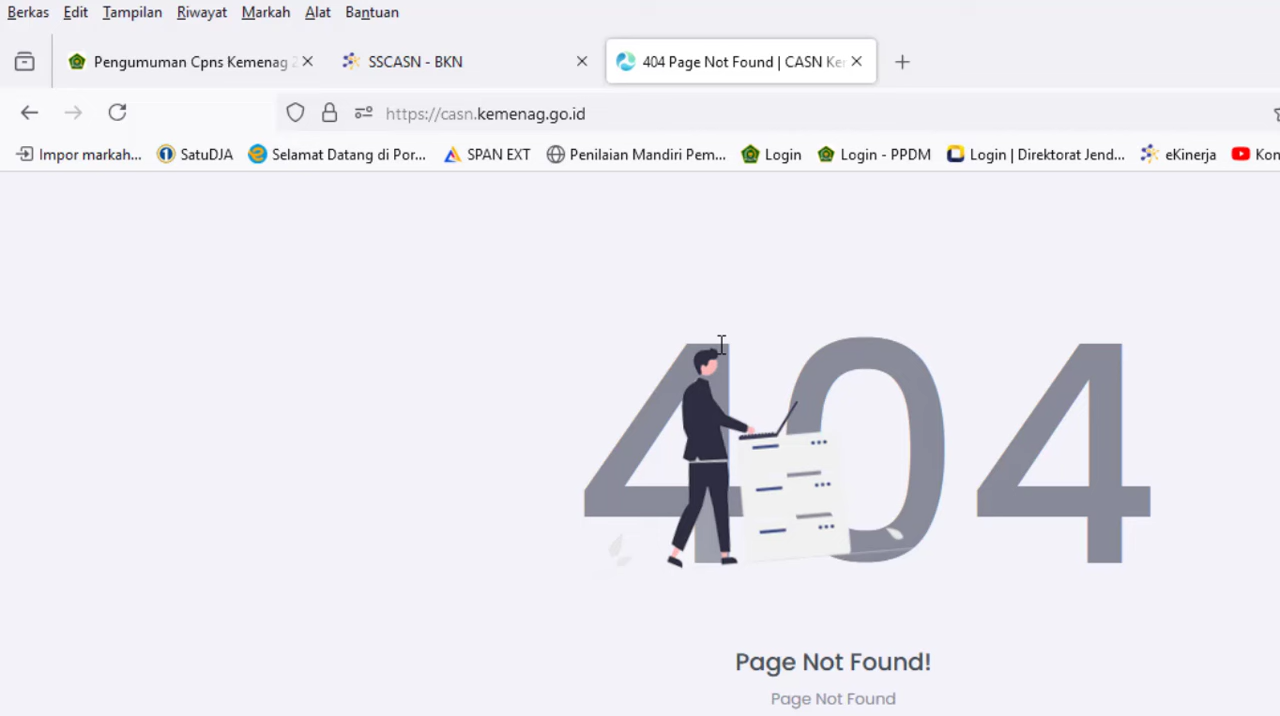 Berkas Edit Tampilan Riwayat Markah Alat Bantuan
Pengumuman Cpns Kemenag 2 SSCASN - BKN 404 Page Not Found | CASN Ke
https://casn.kemenag.go.id
Impor markah... SatuDJA Selamat Datang di Por... SPAN EXT Penilaian Mandiri Pem... Login Login - PPDM Login | Direktorat Jend... eKinerja Kon
404
Page Not Found!
Page Not Found